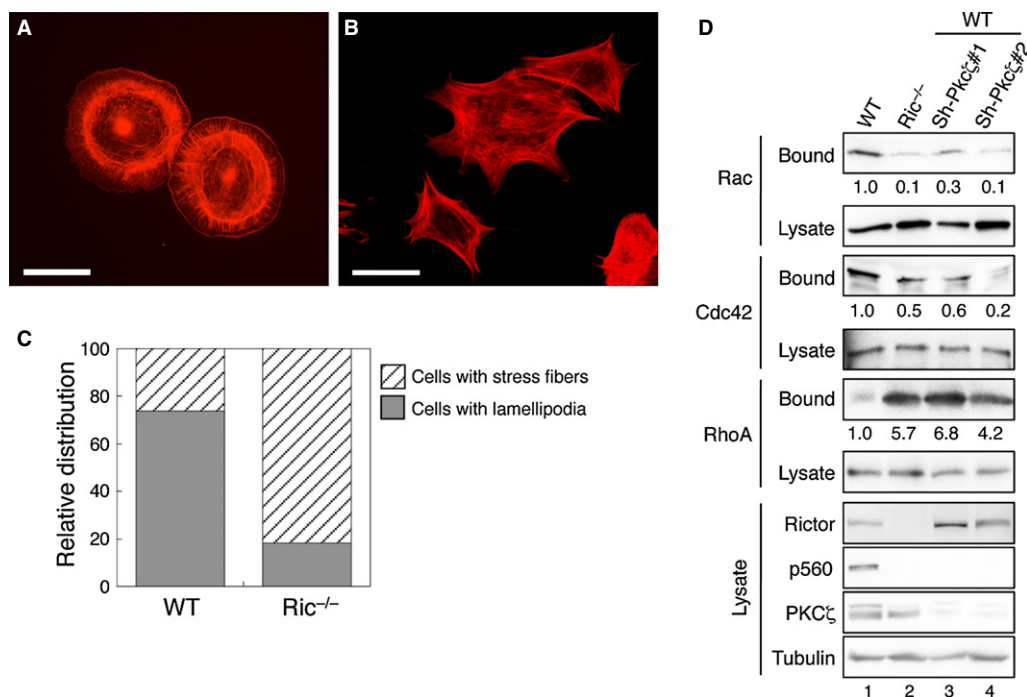 A
B
C
Relative distribution
100
80
60
40
20
0
WT
Ric−/−
Cells with stress fibers
Cells with lamellipodia
D
WT
WT
Ric−/−
Sh-Pkcζ#1
Sh-Pkcζ#2
Rac
Bound
1.0 0.1 0.3 0.1
Lysate
Cdc42
Bound
1.0 0.5 0.6 0.2
Lysate
RhoA
Bound
1.0 5.7 6.8 4.2
Lysate
Lysate
Rictor
p560
PKCζ
Tubulin
1 2 3 4